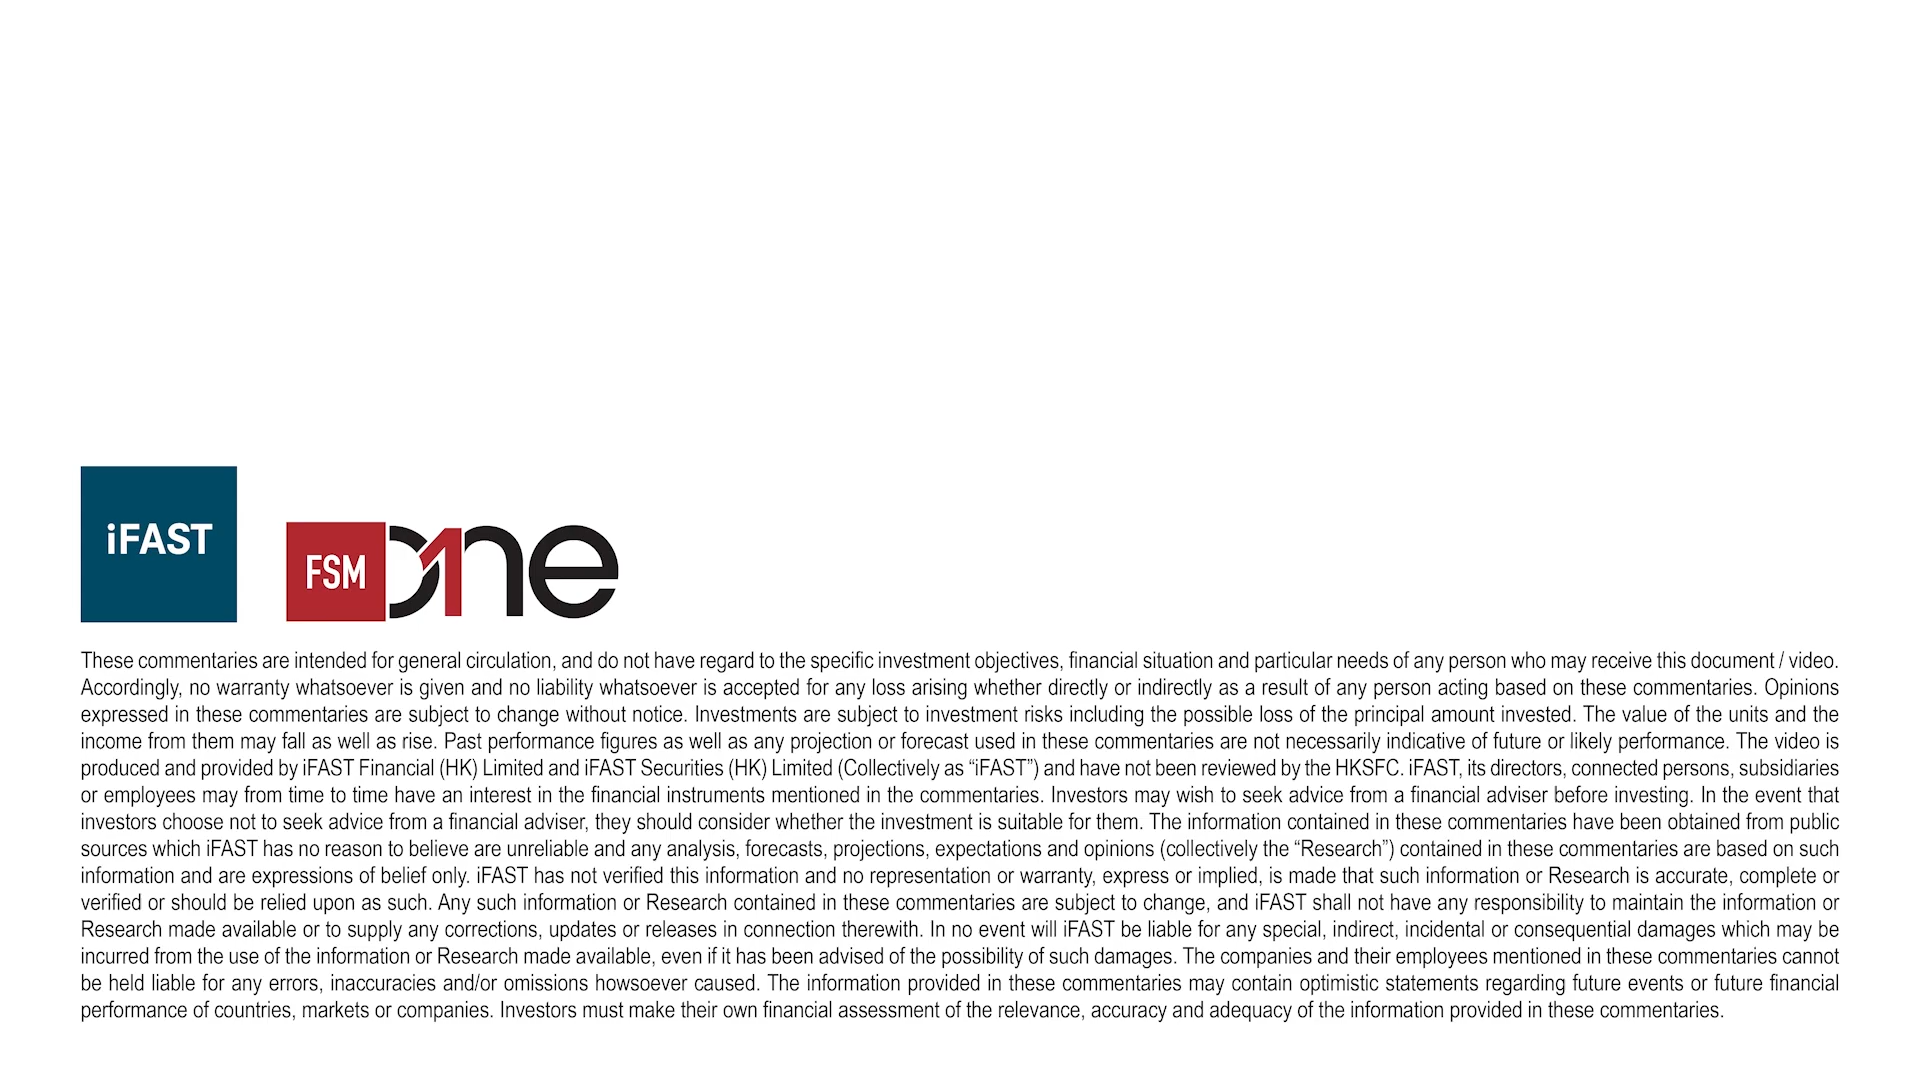 iFAST
FSM one
These commentaries are intended for general circulation, and do not have regard to the specific investment objectives, financial situation and particular needs of any person who may receive this document / video.
Accordingly, no warranty whatsoever is given and no liability whatsoever is accepted for any loss arising whether directly or indirectly as a result of any person acting based on these commentaries. Opinions
expressed in these commentaries are subject to change without notice. Investments are subject to investment risks including the possible loss of the principal amount invested. The value of the units and the
income from them may fall as well as rise. Past performance figures as well as any projection or forecast used in these commentaries are not necessarily indicative of future or likely performance. The video is
produced and provided by iFAST Financial (HK) Limited and iFAST Securities (HK) Limited (Collectively as “iFAST”) and have not been reviewed by the HKSFC. iFAST, its directors, connected persons, subsidiaries
or employees may from time to time have an interest in the financial instruments mentioned in the commentaries. Investors may wish to seek advice from a financial adviser before investing. In the event that
investors choose not to seek advice from a financial adviser, they should consider whether the investment is suitable for them. The information contained in these commentaries have been obtained from public
sources which iFAST has no reason to believe are unreliable and any analysis, forecasts, projections, expectations and opinions (collectively the “Research”) contained in these commentaries are based on such
information and are expressions of belief only. iFAST has not verified this information and no representation or warranty, express or implied, is made that such information or Research is accurate, complete or
verified or should be relied upon as such. Any such information or Research contained in these commentaries are subject to change, and iFAST shall not have any responsibility to maintain the information or
Research made available or to supply any corrections, updates or releases in connection therewith. In no event will iFAST be liable for any special, indirect, incidental or consequential damages which may be
incurred from the use of the information or Research made available, even if it has been advised of the possibility of such damages. The companies and their employees mentioned in these commentaries cannot
be held liable for any errors, inaccuracies and/or omissions howsoever caused. The information provided in these commentaries may contain optimistic statements regarding future events or future financial
performance of countries, markets or companies. Investors must make their own financial assessment of the relevance, accuracy and adequacy of the information provided in these commentaries.